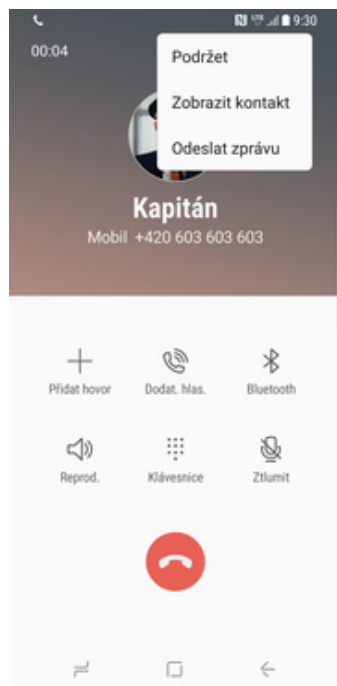 LTE 9:30
00:04
Podržet
Zobrazit kontakt
Odeslat zprávu
Kapitán
Mobil +420 603 603 603
Přidat hovor Dodat. hlas. Bluetooth
Reprod. Klávesnice Ztlumit